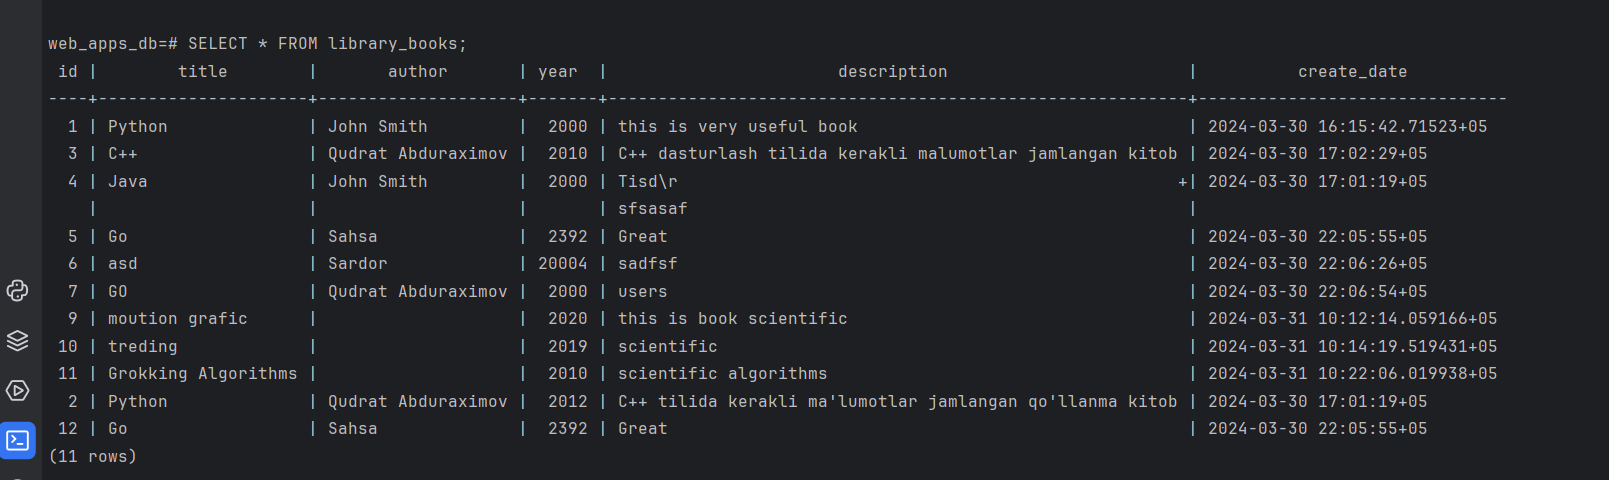 web_apps_db=# SELECT * FROM library_books;
 id |        title        |       author       | year  |                       description                        |          create_date
----+---------------------+--------------------+-------+----------------------------------------------------------+-------------------------------
  1 | Python              | John Smith         |  2000 | this is very useful book                                 | 2024-03-30 16:15:42.71523+05
  3 | C++                 | Qudrat Abduraximov |  2010 | C++ dasturlash tilida kerakli malumotlar jamlangan kitob | 2024-03-30 17:02:29+05
  4 | Java                | John Smith         |  2000 | Tisd\r                                                  +| 2024-03-30 17:01:19+05
    |                     |                    |       | sfsasaf                                                  |
  5 | Go                  | Sahsa              |  2392 | Great                                                    | 2024-03-30 22:05:55+05
  6 | asd                 | Sardor             | 20004 | sadfsf                                                   | 2024-03-30 22:06:26+05
  7 | GO                  | Qudrat Abduraximov |  2000 | users                                                    | 2024-03-30 22:06:54+05
  9 | moution grafic      |                    |  2020 | this is book scientific                                  | 2024-03-31 10:12:14.059166+05
 10 | treding             |                    |  2019 | scientific                                               | 2024-03-31 10:14:19.519431+05
 11 | Grokking Algorithms |                    |  2010 | scientific algorithms                                    | 2024-03-31 10:22:06.019938+05
  2 | Python              | Qudrat Abduraximov |  2012 | C++ tilida kerakli ma'lumotlar jamlangan qo'llanma kitob | 2024-03-30 17:01:19+05
 12 | Go                  | Sahsa              |  2392 | Great                                                    | 2024-03-30 22:05:55+05
(11 rows)